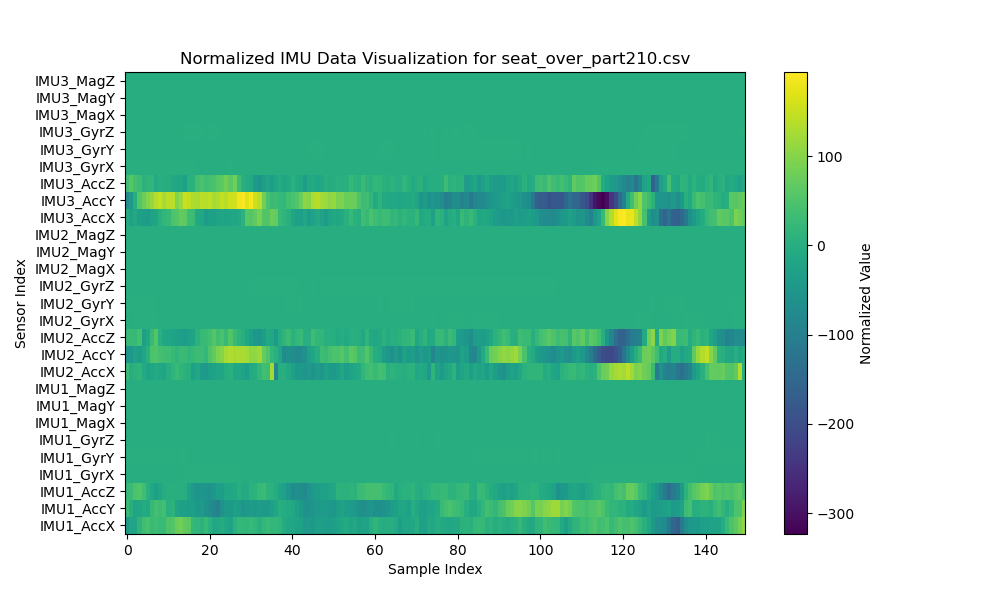 Normalized IMU Data Visualization for seat_over_part210.csv
IMU3_MagZ
IMU3_MagY
IMU3_MagX
IMU3_GyrZ
IMU3_GyrY
IMU3_GyrX
IMU3_AccZ
IMU3_AccY
IMU3_AccX
IMU2_MagZ
IMU2_MagY
IMU2_MagX
IMU2_GyrZ
IMU2_GyrY
IMU2_GyrX
IMU2_AccZ
IMU2_AccY
IMU2_AccX
IMU1_MagZ
IMU1_MagY
IMU1_MagX
IMU1_GyrZ
IMU1_GyrY
IMU1_GyrX
IMU1_AccZ
IMU1_AccY
IMU1_AccX
Sensor Index
0 20 40 60 80 100 120 140
Sample Index
100
0
−100
−200
−300
Normalized Value